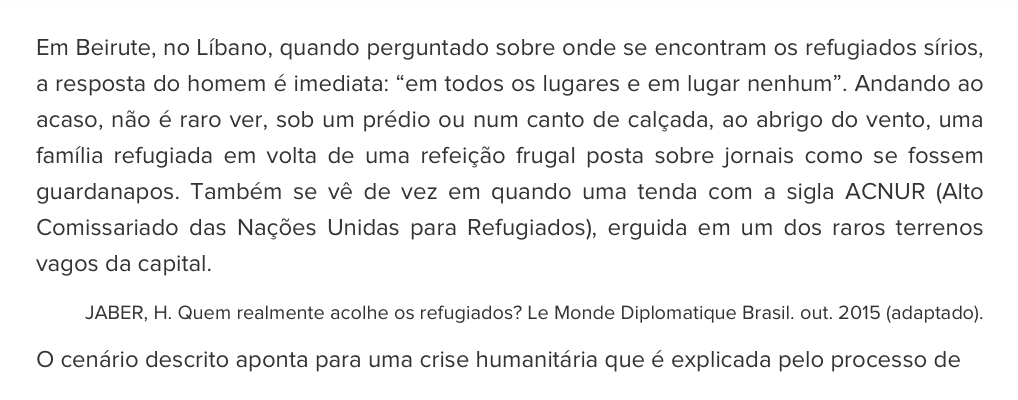 Em Beirute, no Líbano, quando perguntado sobre onde se encontram os refugiados sírios,
a resposta do homem é imediata: “em todos os lugares e em lugar nenhum”. Andando ao
acaso, não é raro ver, sob um prédio ou num canto de calçada, ao abrigo do vento, uma
família refugiada em volta de uma refeição frugal posta sobre jornais como se fossem
guardanapos. Também se vê de vez em quando uma tenda com a sigla ACNUR (Alto
Comissariado das Nações Unidas para Refugiados), erguida em um dos raros terrenos
vagos da capital.
JABER, H. Quem realmente acolhe os refugiados? Le Monde Diplomatique Brasil. out. 2015 (adaptado).
O cenário descrito aponta para uma crise humanitária que é explicada pelo processo de